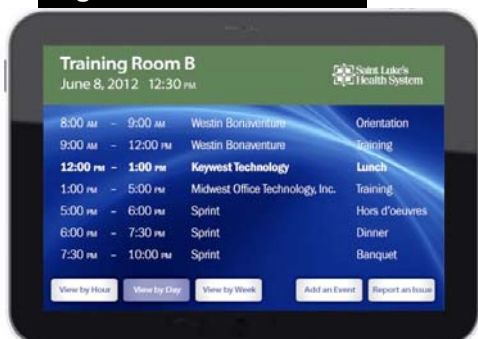 Training Room B
June 8, 2012 12:30 PM
Saint Luke's
Health System
8:00 AM – 9:00 AM Westin Bonaventure Orientation
9:00 AM – 12:00 PM Westin Bonaventure Training
12:00 PM – 1:00 PM Keywest Technology Lunch
1:00 PM – 5:00 PM Midwest Office Technology, Inc. Training
5:00 PM – 6:00 PM Sprint Hors d'oeuvres
6:00 PM – 7:30 PM Sprint Dinner
7:30 PM – 10:00 PM Sprint Banquet
View by Hour View by Day View by Week Add an Event Report an Issue